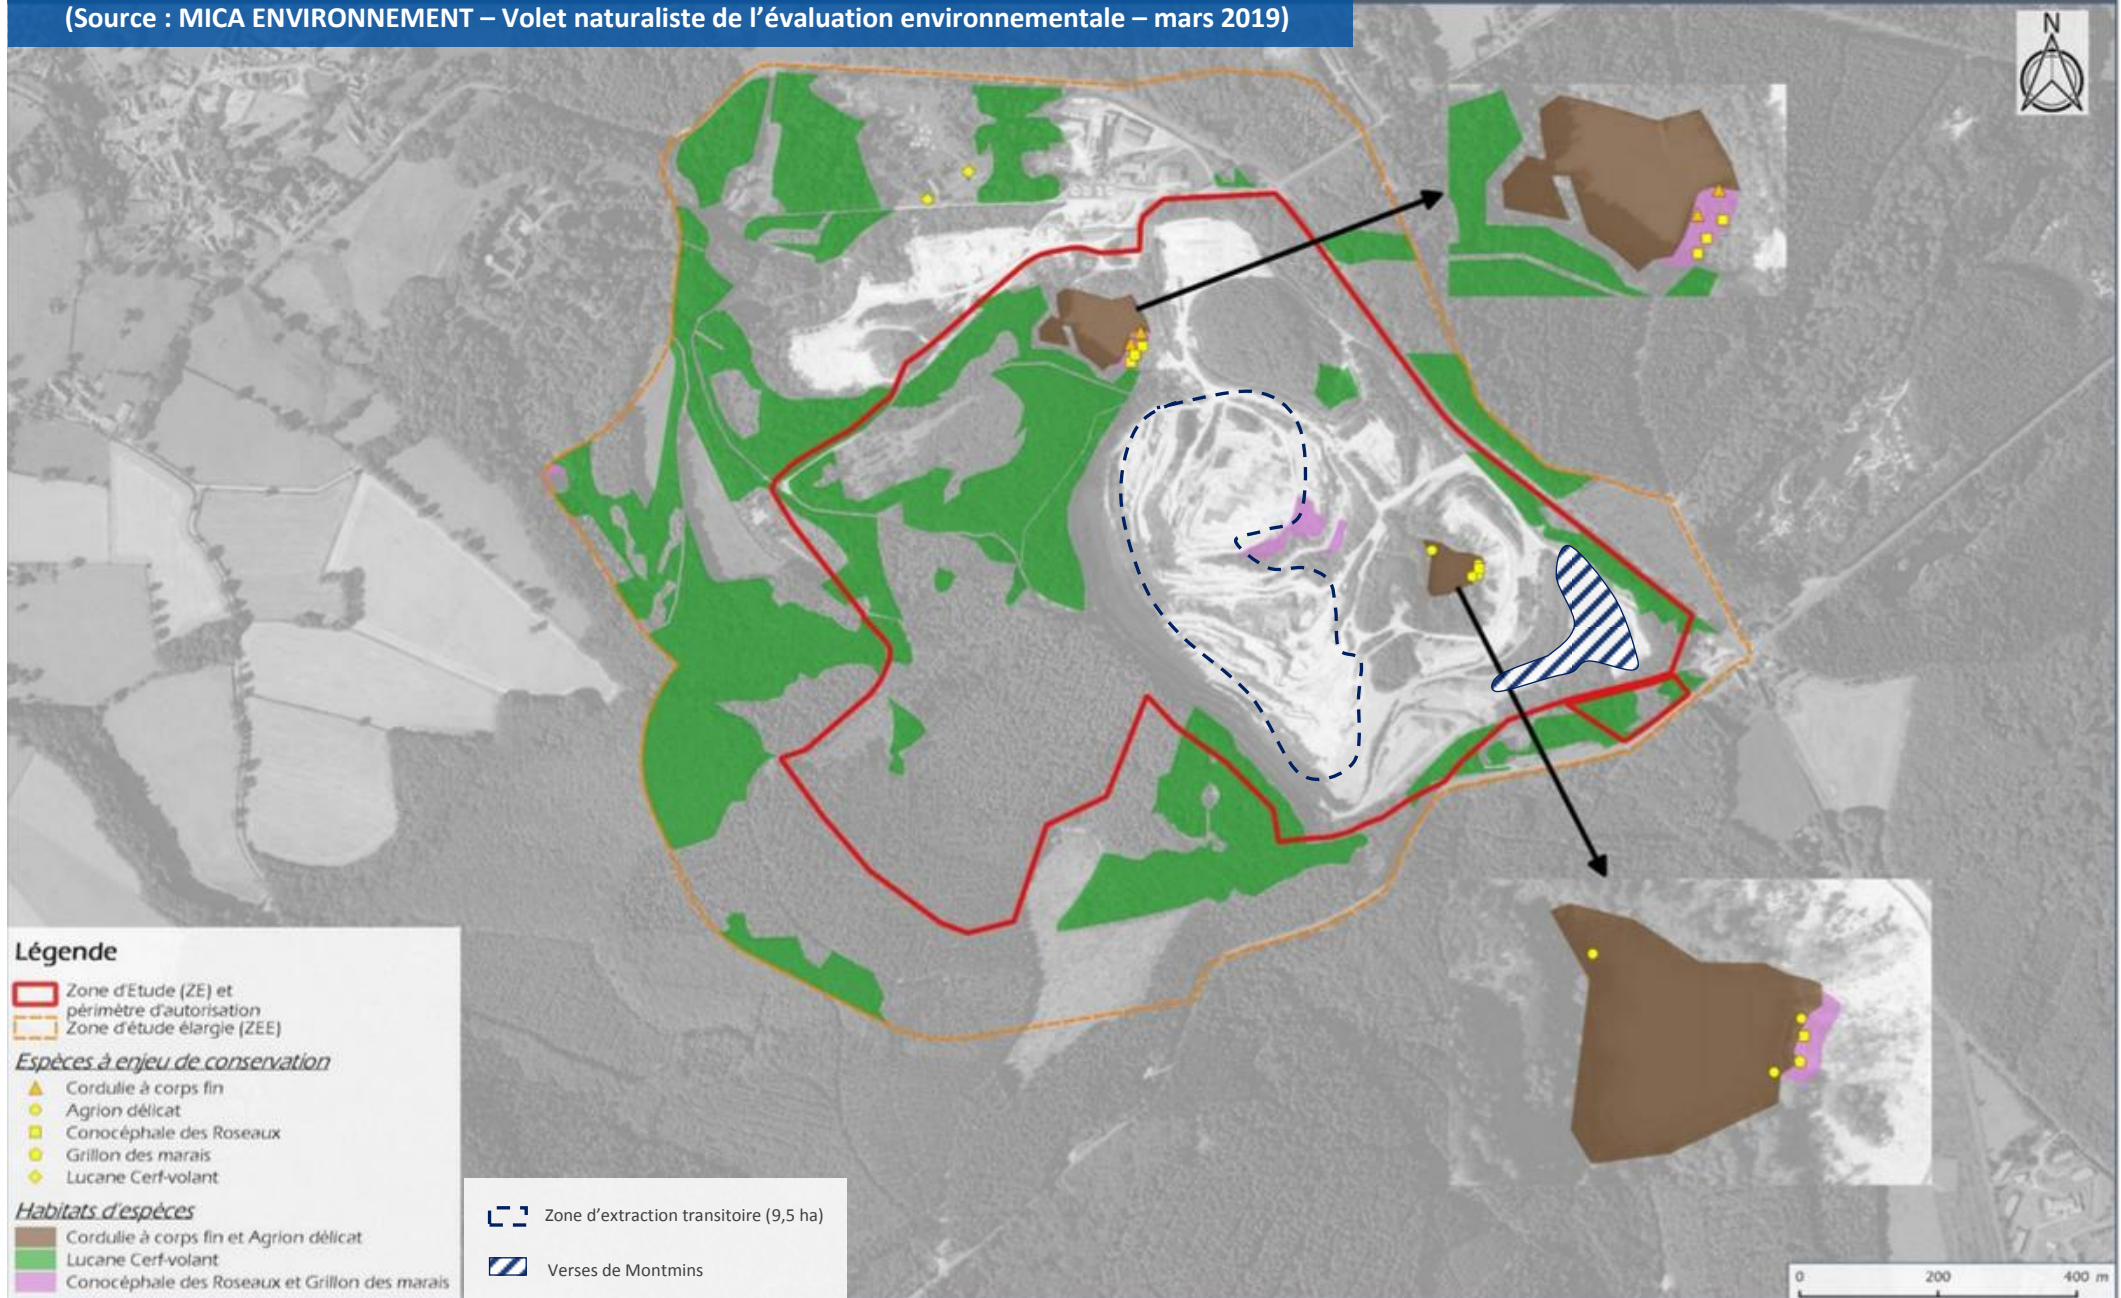 (Source : MICA ENVIRONNEMENT – Volet naturaliste de l’évaluation environnementale – mars 2019)
N
Légende
Zone d'Etude (ZE) et
périmètre d'autorisation
Zone d'étude élargie (ZEE)
Espèces à enjeu de conservation
Cordulie à corps fin
Agrion délicat
Conocéphale des Roseaux
Grillon des marais
Lucane Cerf-volant
Habitats d'espèces
Cordulie à corps fin et Agrion délicat
Lucane Cerf-volant
Conocéphale des Roseaux et Grillon des marais
Zone d’extraction transitoire (9,5 ha)
Verses de Montmins
0 200 400 m